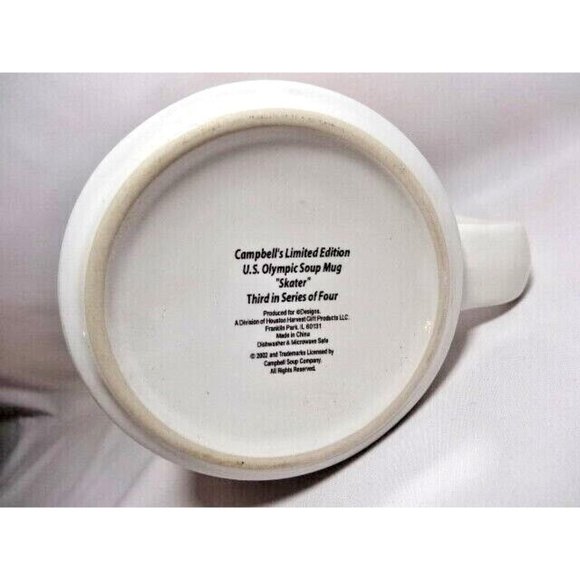 Campbell's Limited Edition
U.S. Olympic Soup Mug
"Skater"
Third in Series of Four
Produced for ©Designs.
A Division of Houston Harvest Gift Products LLC.
Franklin Park, IL 60131
Made in China
Dishwasher & Microwave Safe
© 2002 and Trademarks Licensed by
Campbell Soup Company.
All Rights Reserved.